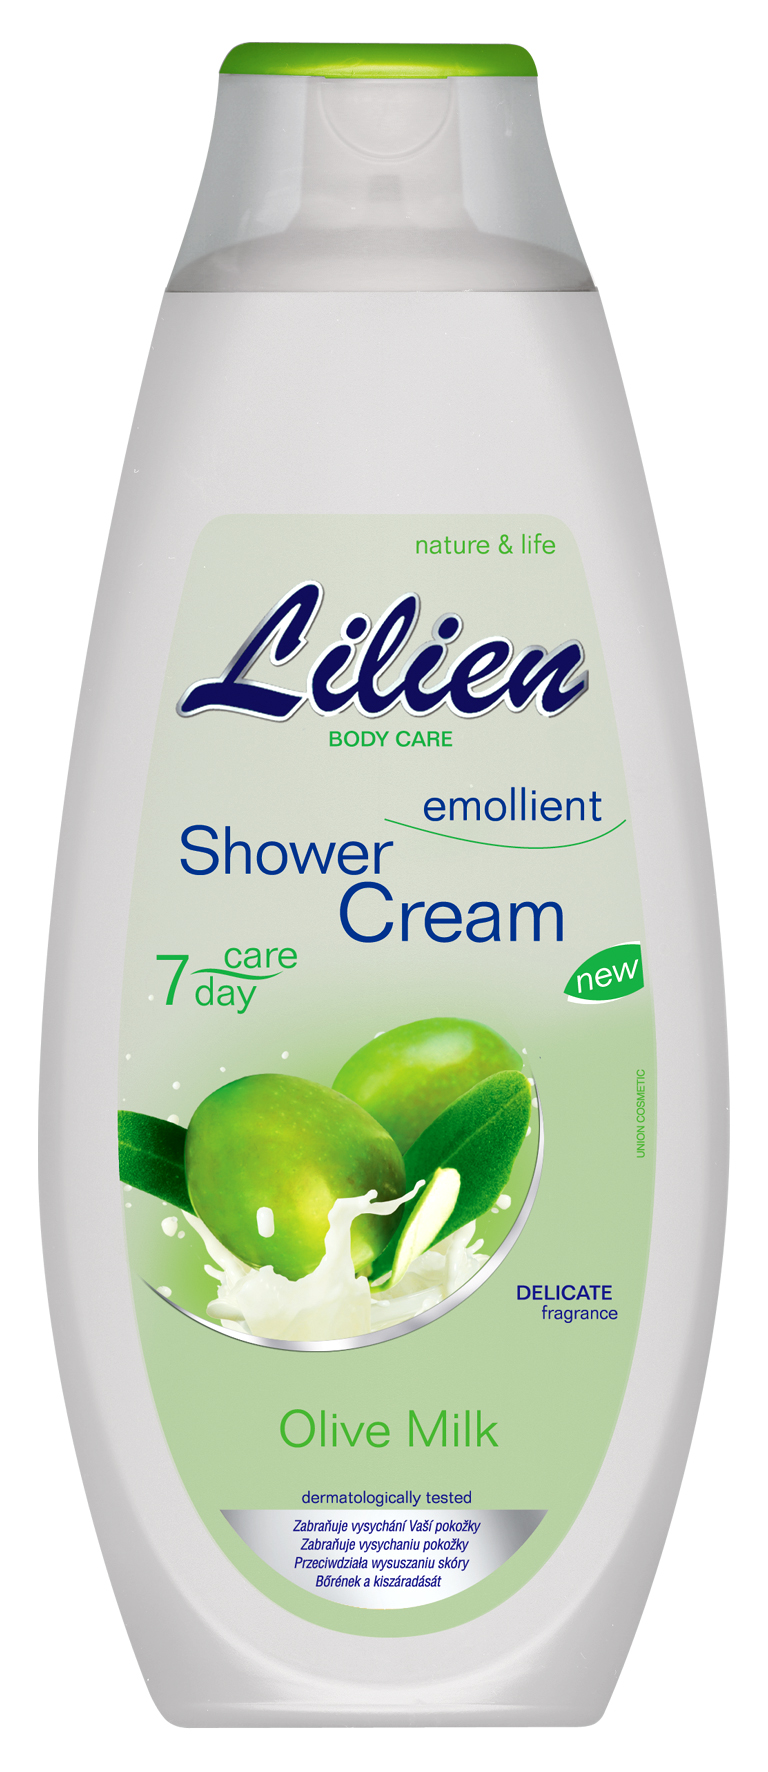 nature & life
Lilien
BODY CARE
emollient
Shower
Cream
7 care
day
new
UNION COSMETIC
DELICATE
fragrance
Olive Milk
dermatologically tested
Zabraňuje vysychání Vaší pokožky
Zabraňuje vysychaniu pokožky
Przeciwdziała wysuszaniu skóry
Bőrének a kiszáradását